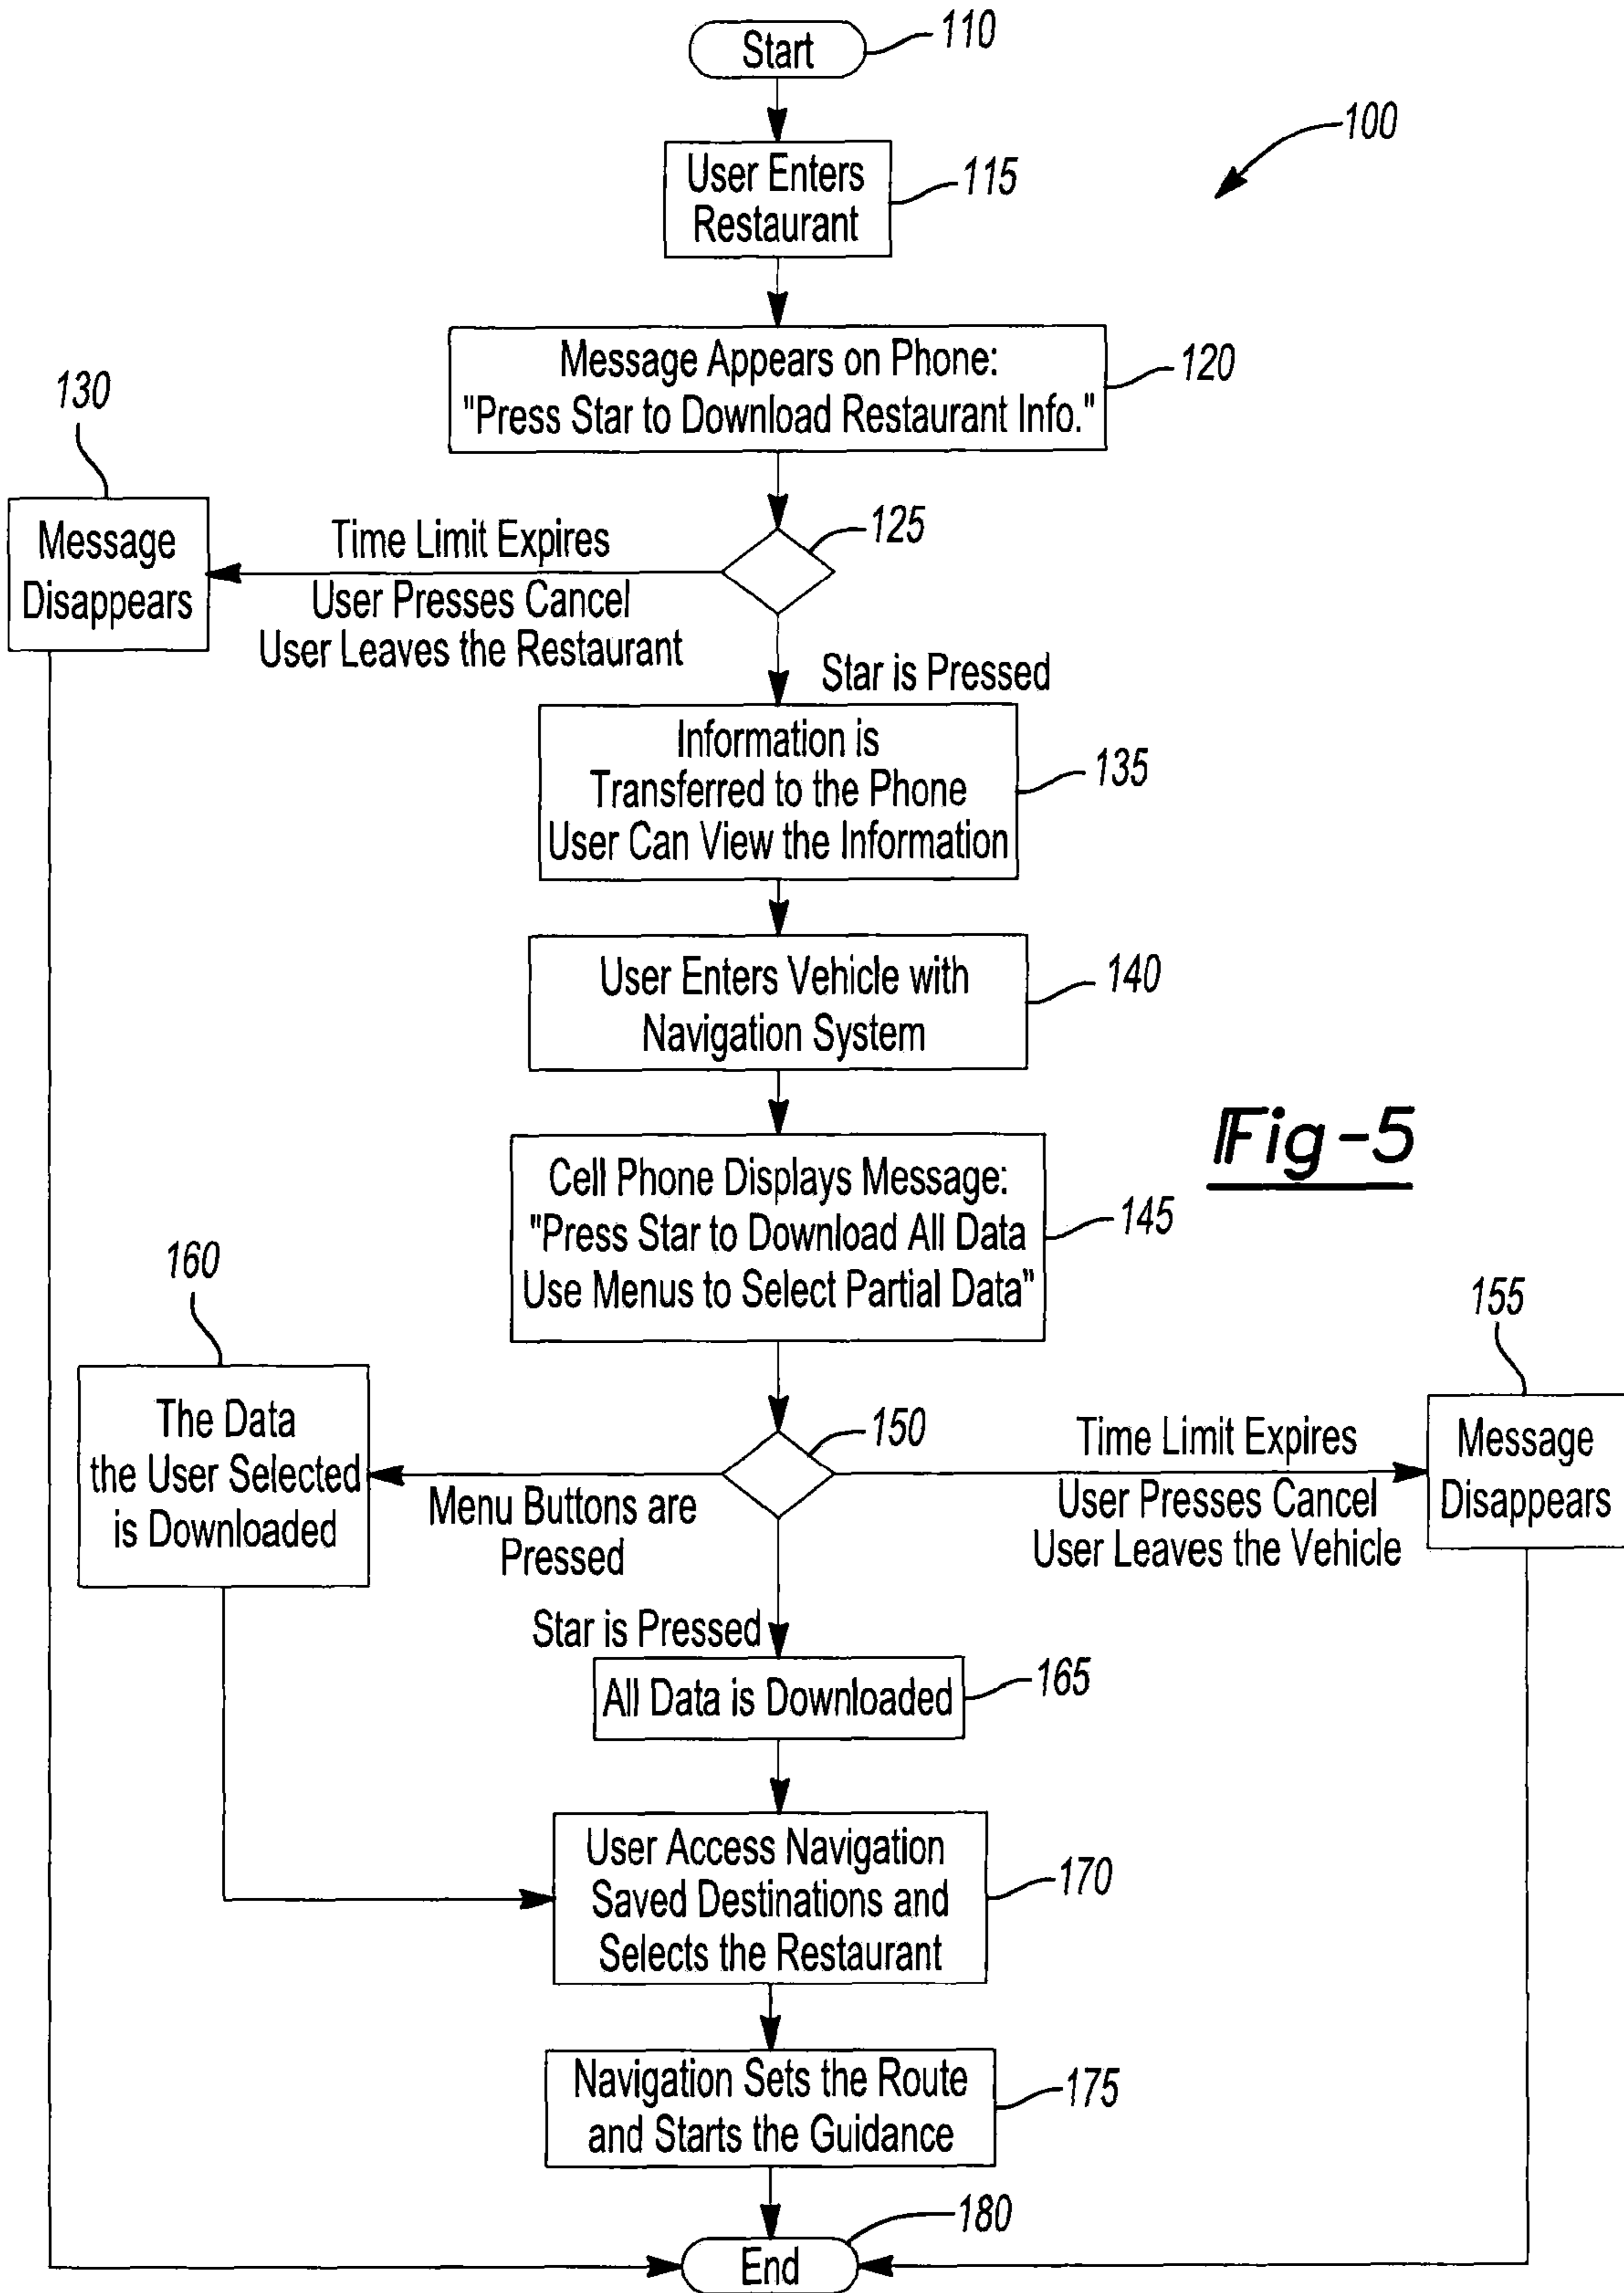 Start
110
100
User Enters
Restaurant
115
Message Appears on Phone:
"Press Star to Download Restaurant Info."
120
130
Message
Disappears
Time Limit Expires
User Presses Cancel
User Leaves the Restaurant
125
Star is Pressed
Information is
Transferred to the Phone
User Can View the Information
135
User Enters Vehicle with
Navigation System
140
Fig-5
Cell Phone Displays Message:
"Press Star to Download All Data
Use Menus to Select Partial Data"
145
160
The Data
the User Selected
is Downloaded
Menu Buttons are
Pressed
150
Time Limit Expires
User Presses Cancel
User Leaves the Vehicle
155
Message
Disappears
Star is Pressed
All Data is Downloaded
165
User Access Navigation
Saved Destinations and
Selects the Restaurant
170
Navigation Sets the Route
and Starts the Guidance
175
End
180